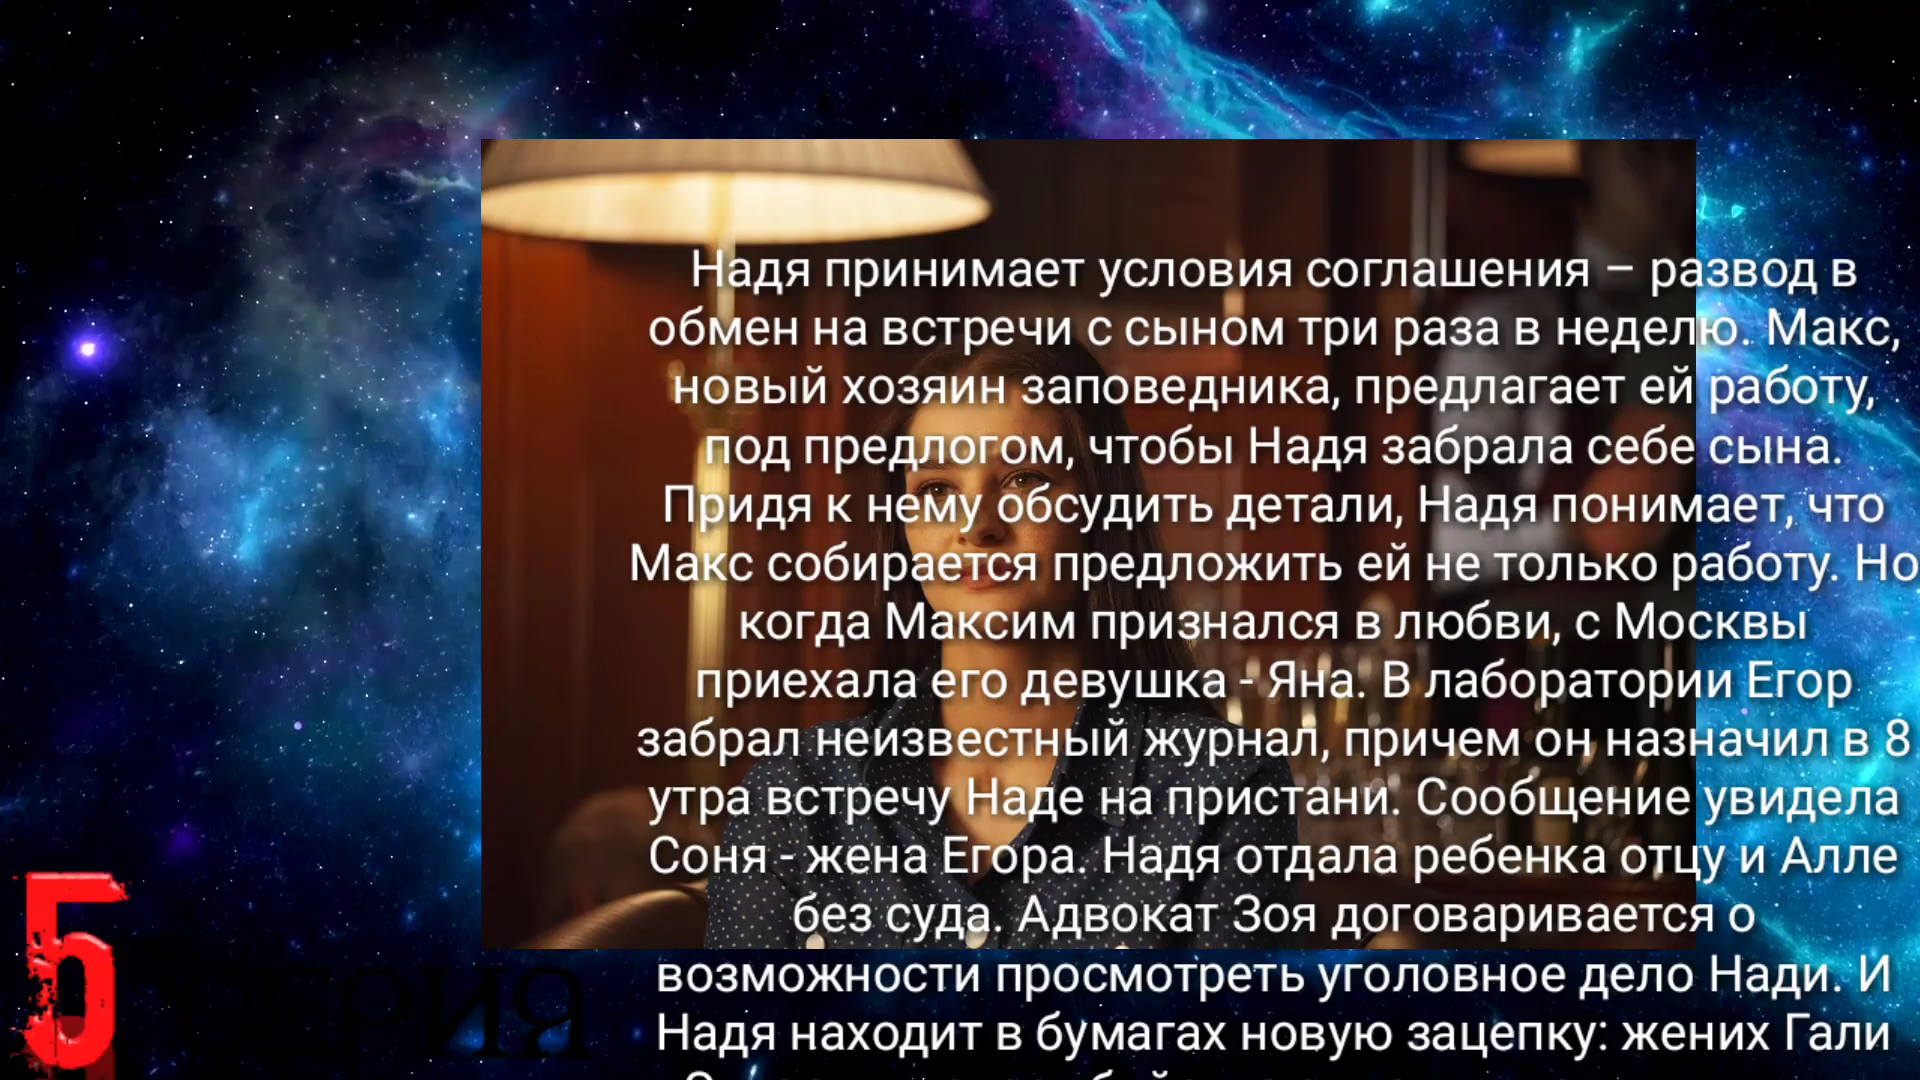 Надя принимает условия соглашения – развод в
обмен на встречи с сыном три раза в неделю. Макс,
новый хозяин заповедника, предлагает ей работу,
под предлогом, чтобы Надя забрала себе сына.
Придя к нему обсудить детали, Надя понимает, что
Макс собирается предложить ей не только работу. Но,
когда Максим признался в любви, с Москвы
приехала его девушка - Яна. В лаборатории Егор
забрал неизвестный журнал, причем он назначил в 8
утра встречу Наде на пристани. Сообщение увидела
Соня - жена Егора. Надя отдала ребенка отцу и Алле
без суда. Адвокат Зоя договаривается о
возможности просмотреть уголовное дело Нади. И
Надя находит в бумагах новую зацепку: жених Гали
5 СЕРИЯ